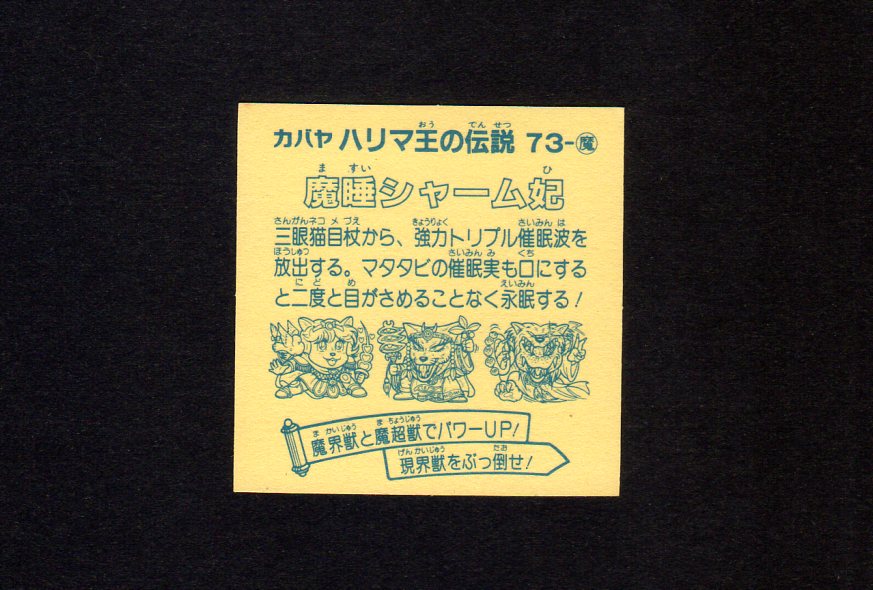 カバヤ ハリマ王の伝説 73-魔
魔睡シャーム妃
三眼猫目杖から、強力トリプル催眠波を
放出する。マタタビの催眠実も口にする
と二度と目がさめることなく永眠する!
魔界獣と魔超獣でパワーUP!
現界獣をぶっ倒せ!